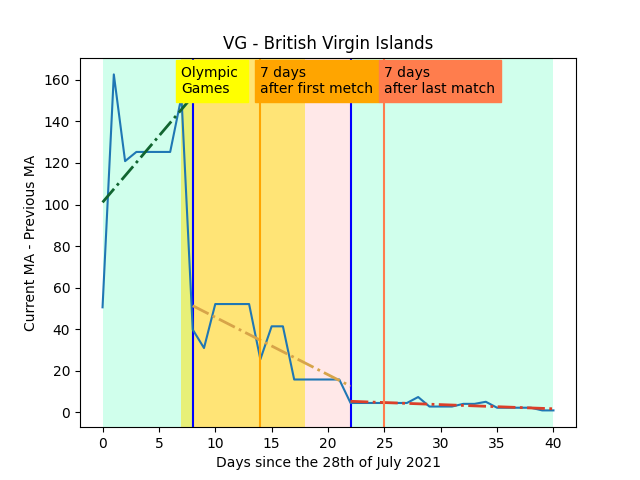 VG - British Virgin Islands
Olympic
Games
7 days
after first metch
7 days
after last match
Current MA - Previous MA
160
140
120
100
80
60
40
20
0
0 5 10 15 20 25 30 35 40
Days since the 28th of July 2021